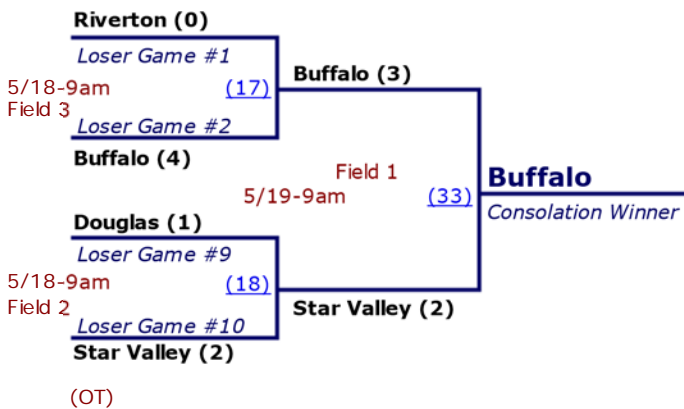 Riverton (0)
Loser Game #1
5/18-9am
Field 3
(17)
Loser Game #2
Buffalo (4)
Buffalo (3)
Field 1
5/19-9am
(33)
Buffalo
Consolation Winner
Douglas (1)
Loser Game #9
5/18-9am
Field 2
(18)
Loser Game #10
Star Valley (2)
Star Valley (2)
(OT)